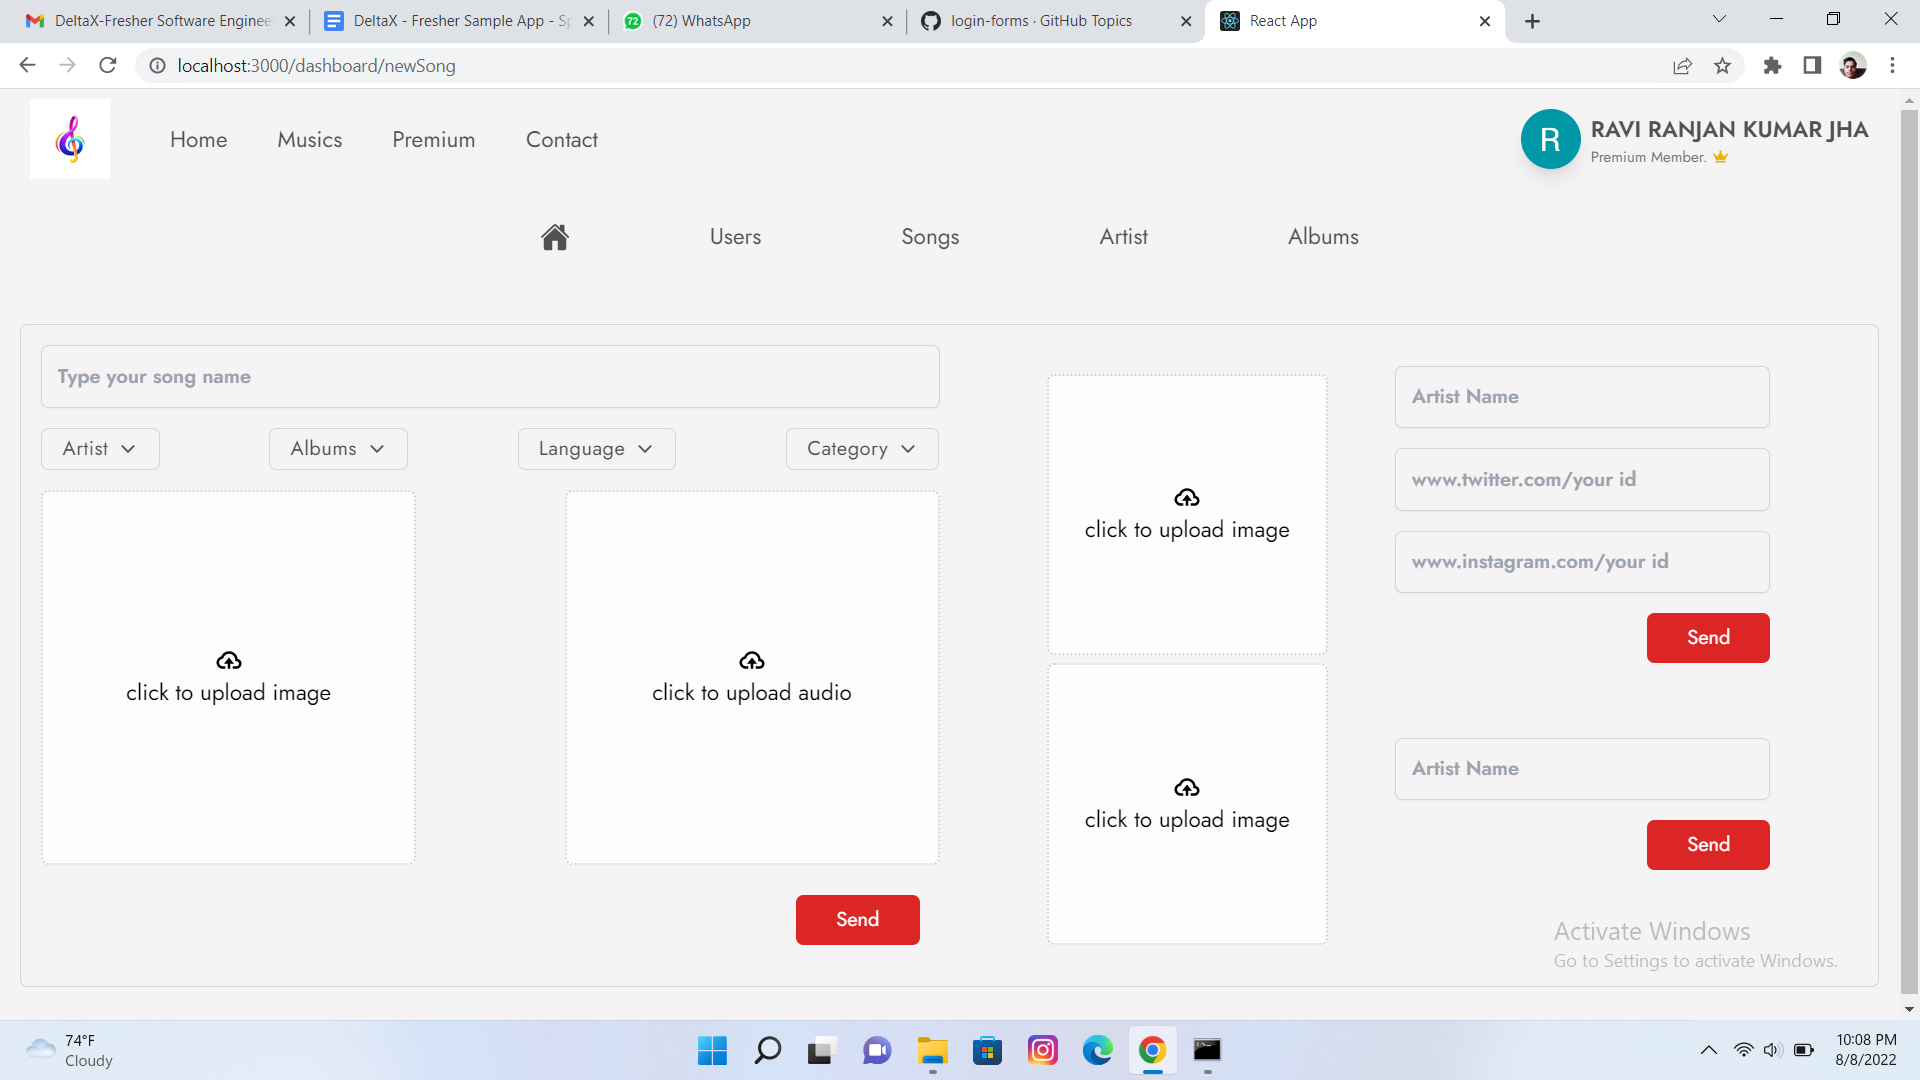 DeltaX-Fresher Software Enginee
DeltaX - Fresher Sample App - Sp
72
(72) WhatsApp
login-forms · GitHub Topics
React App
localhost:3000/dashboard/newSong
Home
Musics
Premium
Contact
R
RAVI RANJAN KUMAR JHA
Premium Member.
Users
Songs
Artist
Albums
Type your song name
Artist
Albums
Language
Category
click to upload image
click to upload audio
Send
click to upload image
click to upload image
Artist Name
www.twitter.com/your id
www.instagram.com/your id
Send
Artist Name
Send
Activate Windows
Go to Settings to activate Windows.
74°F
Cloudy
10:08 PM
8/8/2022